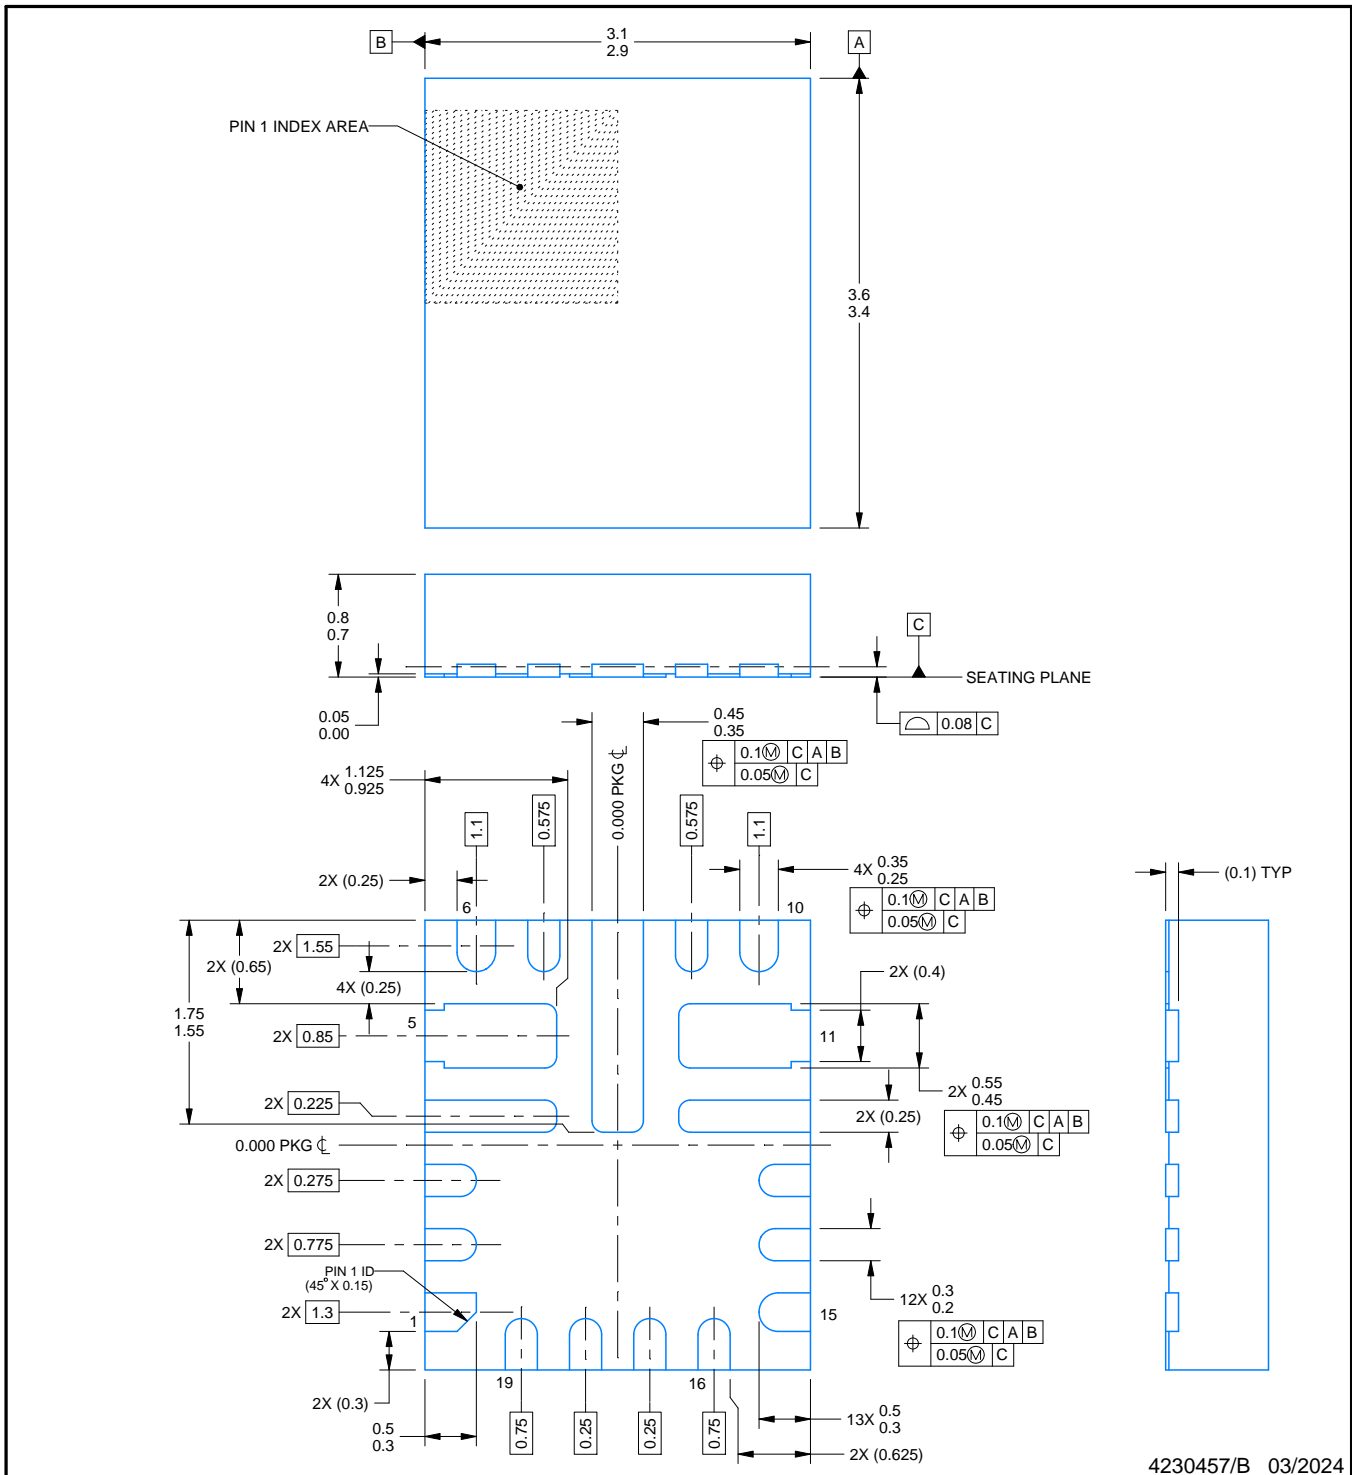 B
3.1
2.9
A
PIN 1 INDEX AREA
3.6
3.4
0.8
0.7
C
SEATING PLANE
0.05
0.00
0.08 C
0.45
0.35
0.1Ⓜ C A B
0.05Ⓜ C
4X 1.125
0.925
0.000 PKG ℄
1.1
0.575
0.575
1.1
2X (0.25)
4X 0.35
0.25
0.1Ⓜ C A B
0.05Ⓜ C
(0.1) TYP
6
10
2X 1.55
2X (0.65)
4X (0.25)
2X (0.4)
1.75
1.55
5
2X 0.85
11
2X 0.55
0.45
0.1Ⓜ C A B
0.05Ⓜ C
2X 0.225
2X (0.25)
0.000 PKG ℄
2X 0.275
2X 0.775
PIN 1 ID
(45° X 0.15)
2X 1.3
1
15
12X 0.3
0.2
0.1Ⓜ C A B
0.05Ⓜ C
2X (0.3)
19
16
0.5
0.3
0.75
0.25
0.25
0.75
13X 0.5
0.3
2X (0.625)
4230457/B 03/2024